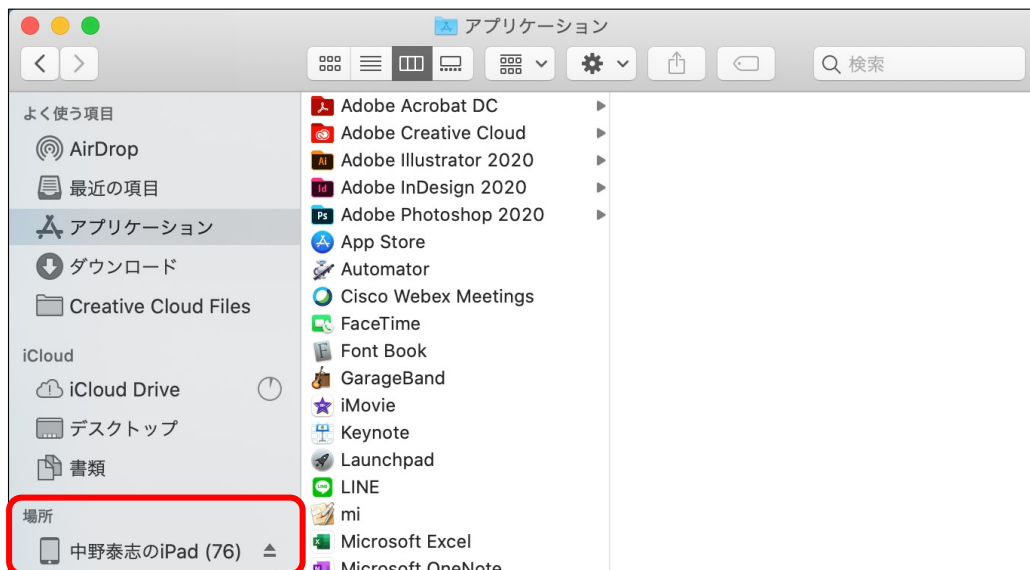 アプリケーション
検索
よく使う項目
AirDrop
最近の項目
アプリケーション
ダウンロード
Creative Cloud Files
iCloud
iCloud Drive
デスクトップ
書類
場所
中野泰志のiPad (76)
Adobe Acrobat DC
Adobe Creative Cloud
Adobe Illustrator 2020
Adobe InDesign 2020
Adobe Photoshop 2020
App Store
Automator
Cisco Webex Meetings
FaceTime
Font Book
GarageBand
iMovie
Keynote
Launchpad
LINE
mi
Microsoft Excel
Microsoft OneNote